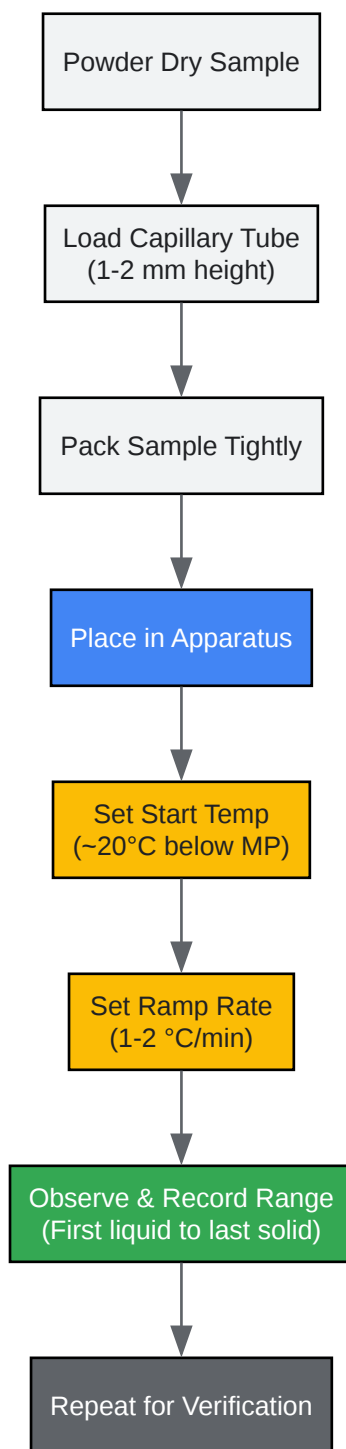 Powder Dry Sample
Load Capillary Tube
(1-2 mm height)
Pack Sample Tightly
Place in Apparatus
Set Start Temp
(~20°C below MP)
Set Ramp Rate
(1-2 °C/min)
Observe & Record Range
(First liquid to last solid)
Repeat for Verification